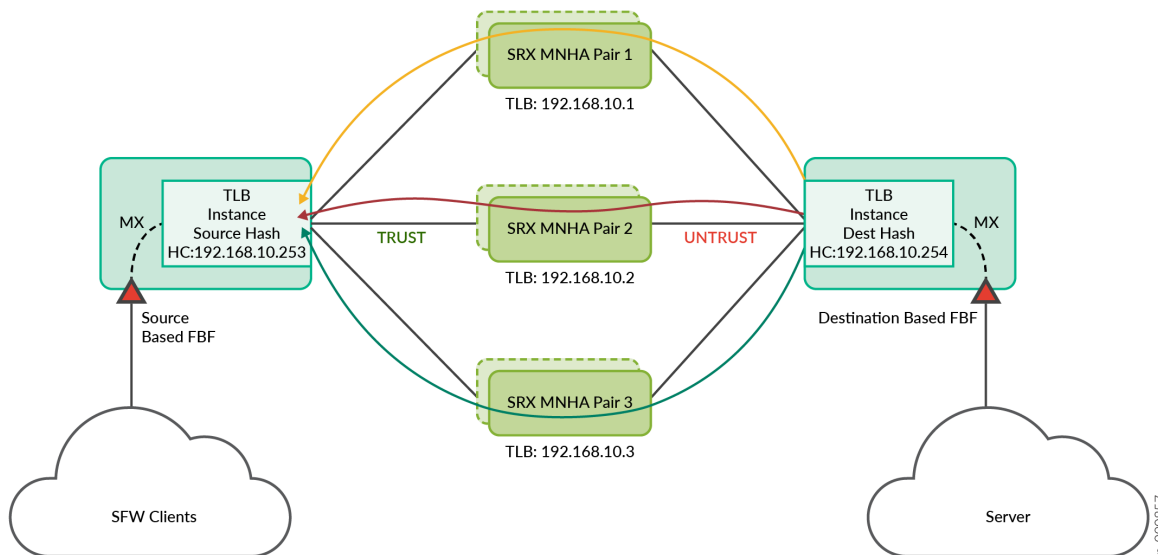 SRX MNHA Pair 1
TLB: 192.168.10.1
TLB
Instance
Source Hash
HC:192.168.10.253
MX
Source
Based FBF
SRX MNHA Pair 2
TRUST
UNTRUST
TLB: 192.168.10.2
TLB
Instance
Dest Hash
HC:192.168.10.254
MX
Destination Based FBF
SRX MNHA Pair 3
TLB: 192.168.10.3
SFW Clients
Server